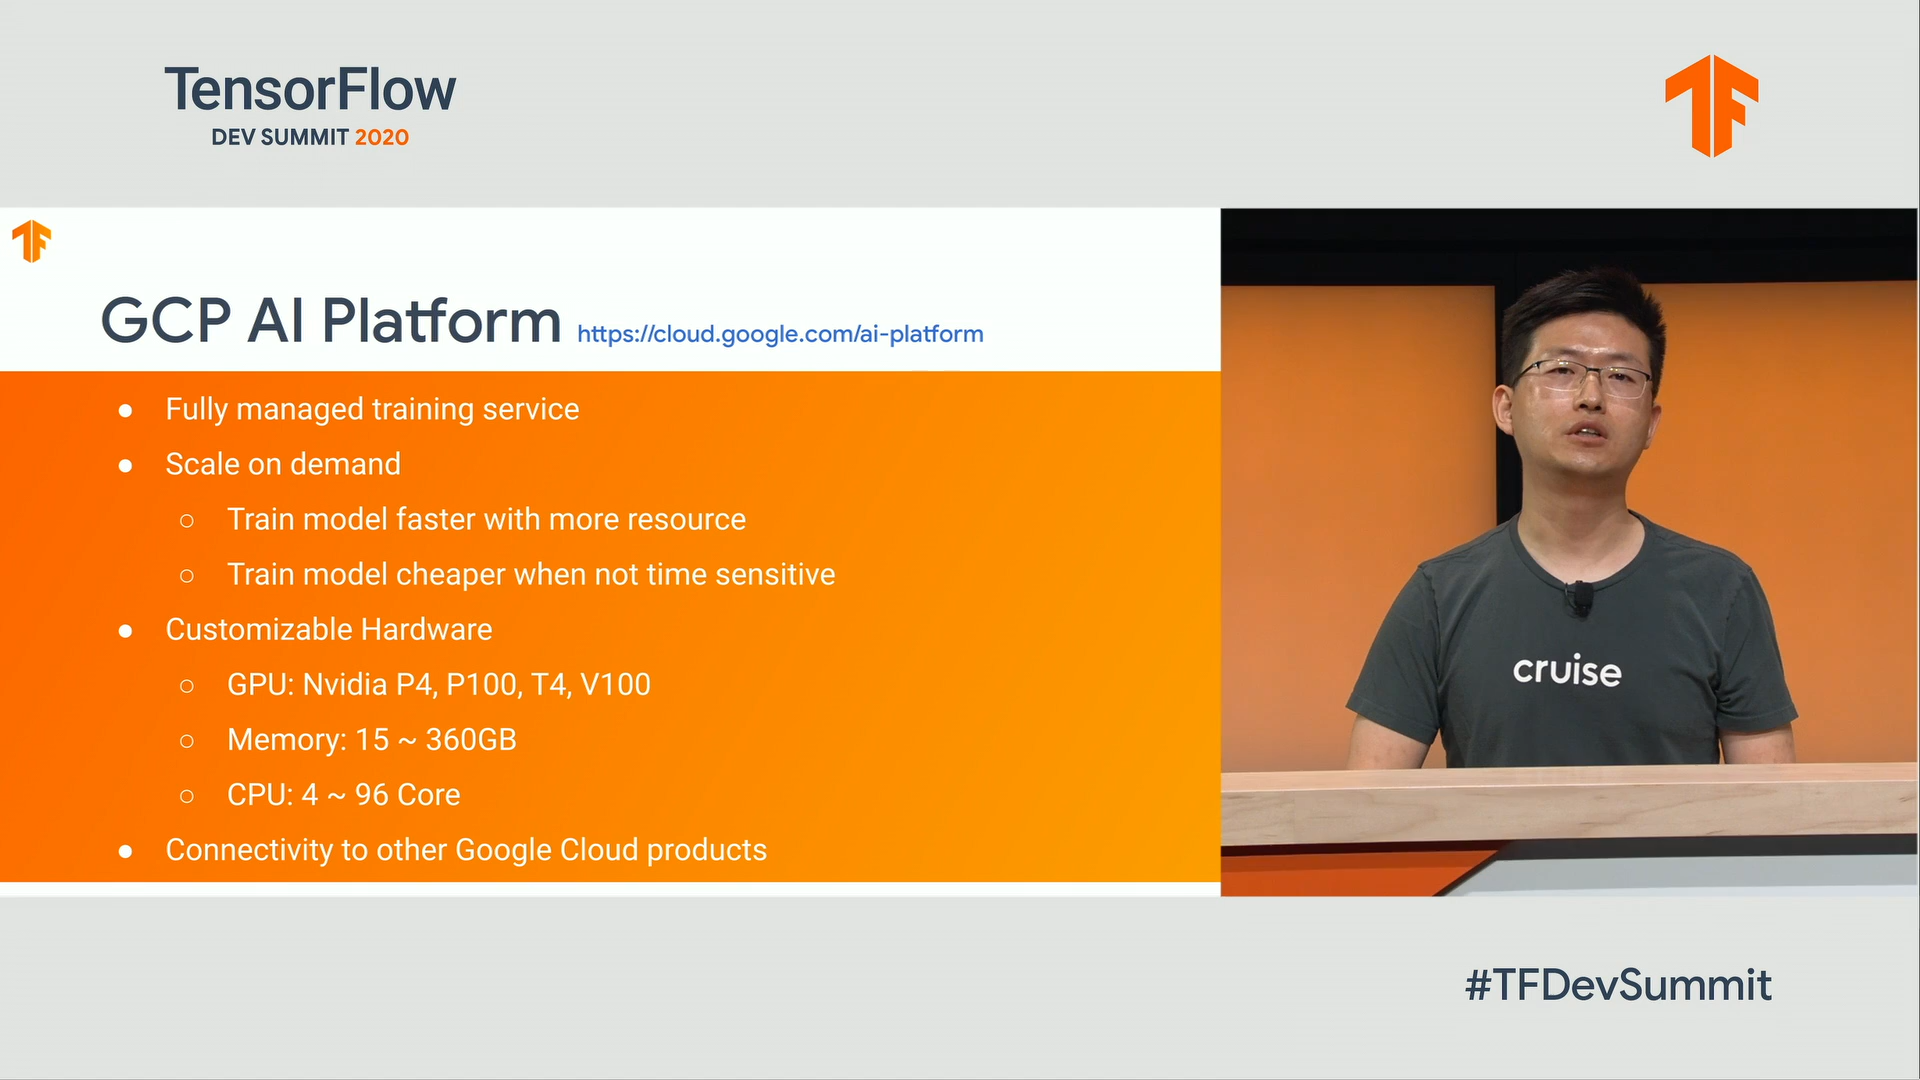 TensorFlow
DEV SUMMIT 2020
GCP AI Platform https://cloud.google.com/ai-platform
● Fully managed training service
● Scale on demand
○ Train model faster with more resource
○ Train model cheaper when not time sensitive
● Customizable Hardware
○ GPU: Nvidia P4, P100, T4, V100
○ Memory: 15 ~ 360GB
○ CPU: 4 ~ 96 Core
● Connectivity to other Google Cloud products
cruise
#TFDevSummit